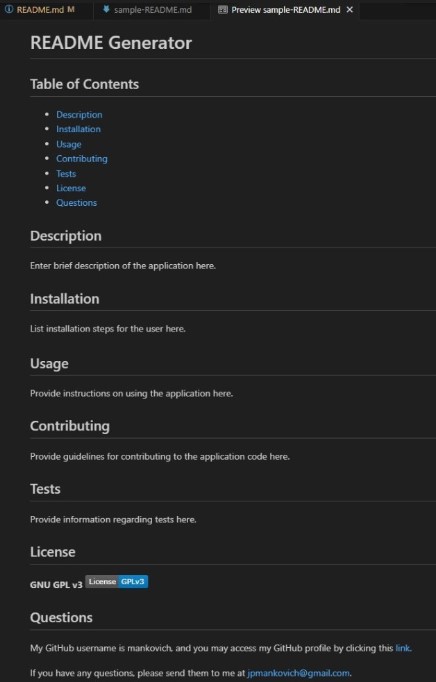 README.md M sample-README.md Preview sample-README.md
README Generator
Table of Contents
Description
Installation
Usage
Contributing
Tests
License
Questions
Description
Enter brief description of the application here.
Installation
List installation steps for the user here.
Usage
Provide instructions on using the application here.
Contributing
Provide guidelines for contributing to the application code here.
Tests
Provide information regarding tests here.
License
GNU GPL v3 License GPLv3
Questions
My GitHub username is mankovich, and you may access my GitHub profile by clicking this link.
If you have any questions, please send them to me at jpmankovich@gmail.com.